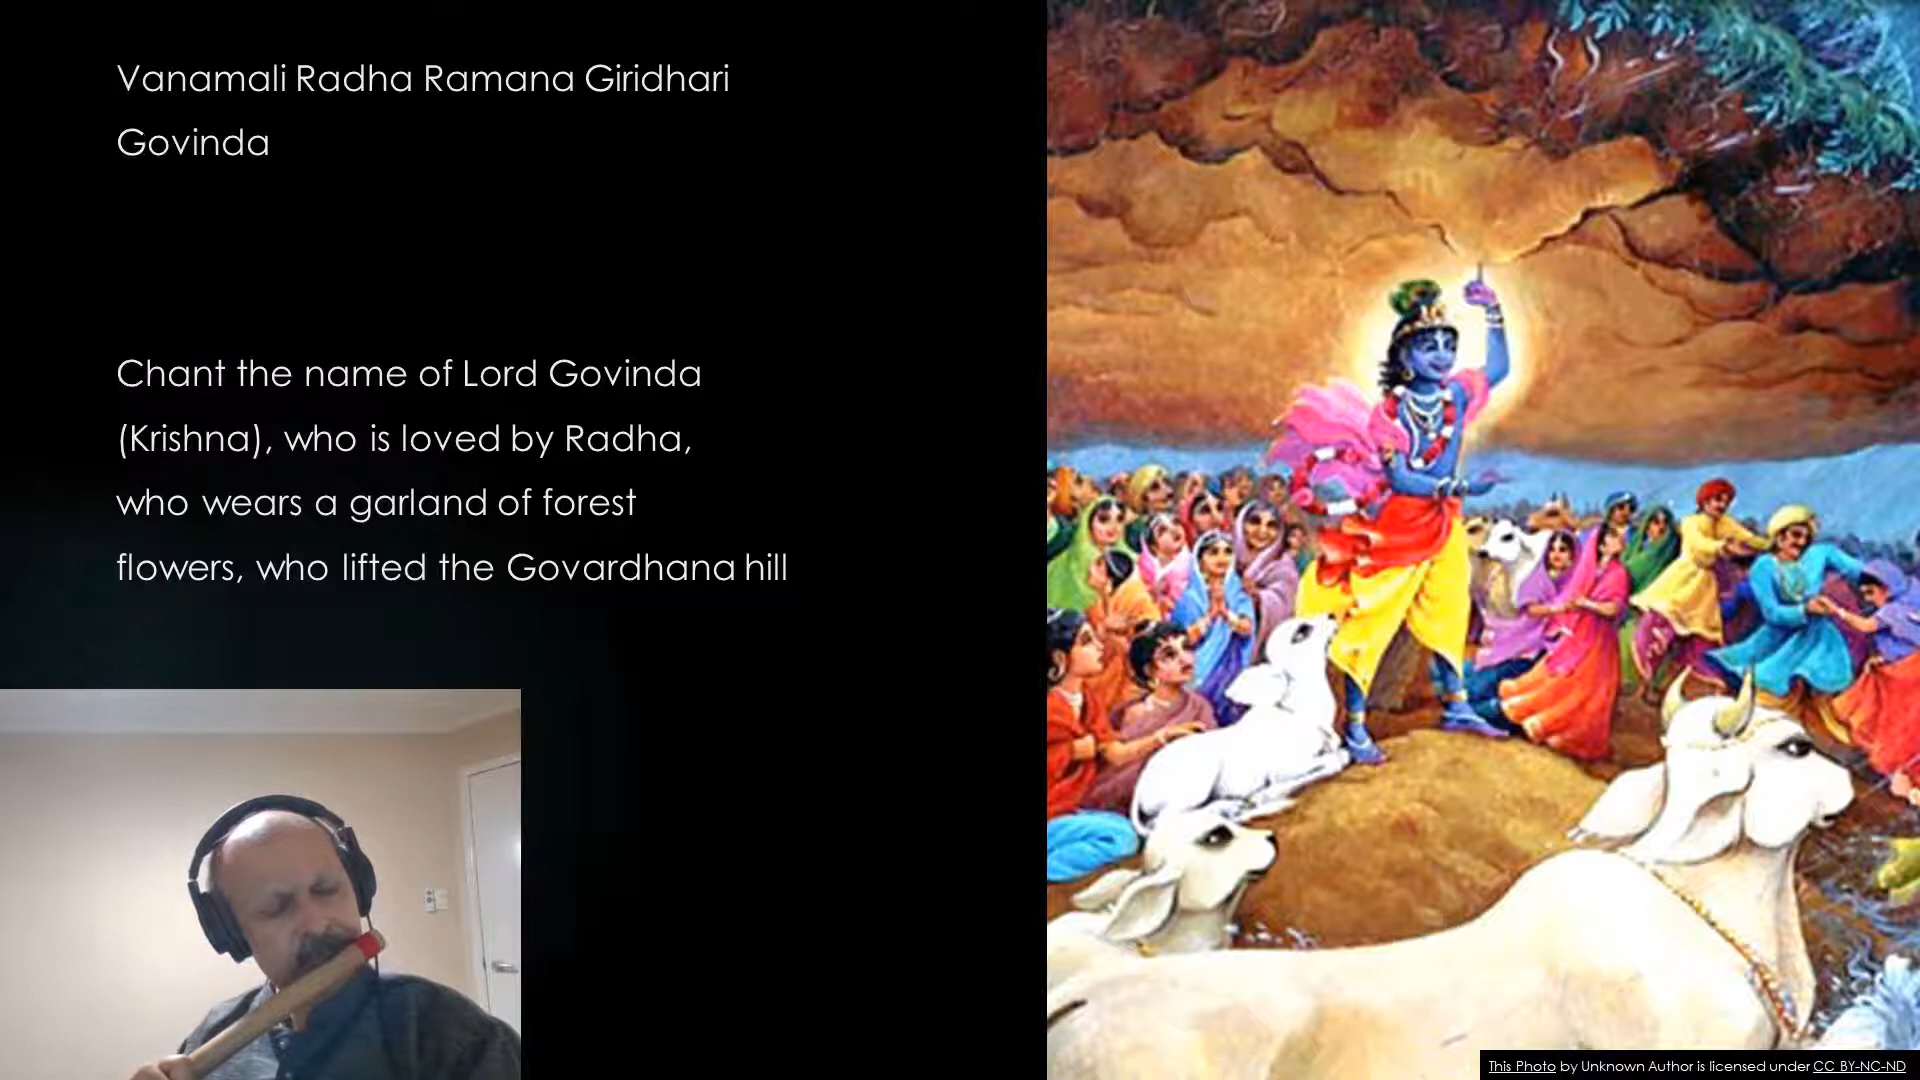 Vanamali Radha Ramana Giridhari
Govinda
Chant the name of Lord Govinda
(Krishna), who is loved by Radha,
who wears a garland of forest
flowers, who lifted the Govardhana hill
This Photo by Unknown Author is licensed under CC BY-NC-ND